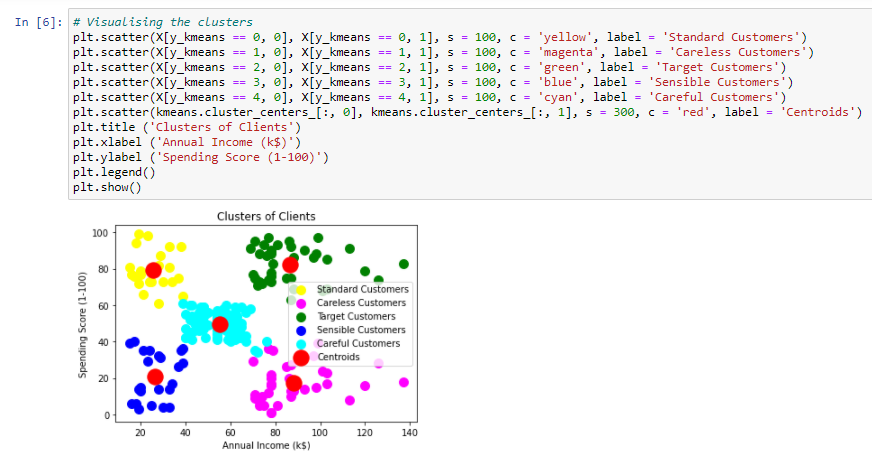 In [6]: # Visualising the clusters
plt.scatter(X[y_kmeans == 0, 0], X[y_kmeans == 0, 1], s = 100, c = 'yellow', label = 'Standard Customers')
plt.scatter(X[y_kmeans == 1, 0], X[y_kmeans == 1, 1], s = 100, c = 'magenta', label = 'Careless Customers')
plt.scatter(X[y_kmeans == 2, 0], X[y_kmeans == 2, 1], s = 100, c = 'green', label = 'Target Customers')
plt.scatter(X[y_kmeans == 3, 0], X[y_kmeans == 3, 1], s = 100, c = 'blue', label = 'Sensible Customers')
plt.scatter(X[y_kmeans == 4, 0], X[y_kmeans == 4, 1], s = 100, c = 'cyan', label = 'Careful Customers')
plt.scatter(kmeans.cluster_centers_[:, 0], kmeans.cluster_centers_[:, 1], s = 300, c = 'red', label = 'Centroids')
plt.title ('Clusters of Clients')
plt.xlabel ('Annual Income (k$)')
plt.ylabel ('Spending Score (1-100)')
plt.legend()
plt.show()
Clusters of Clients
Spending Score (1-100)
100
80
60
40
20
0
Standard Customers
Careless Customers
Target Customers
Sensible Customers
Careful Customers
Centroids
20 40 60 80 100 120 140
Annual Income (k$)